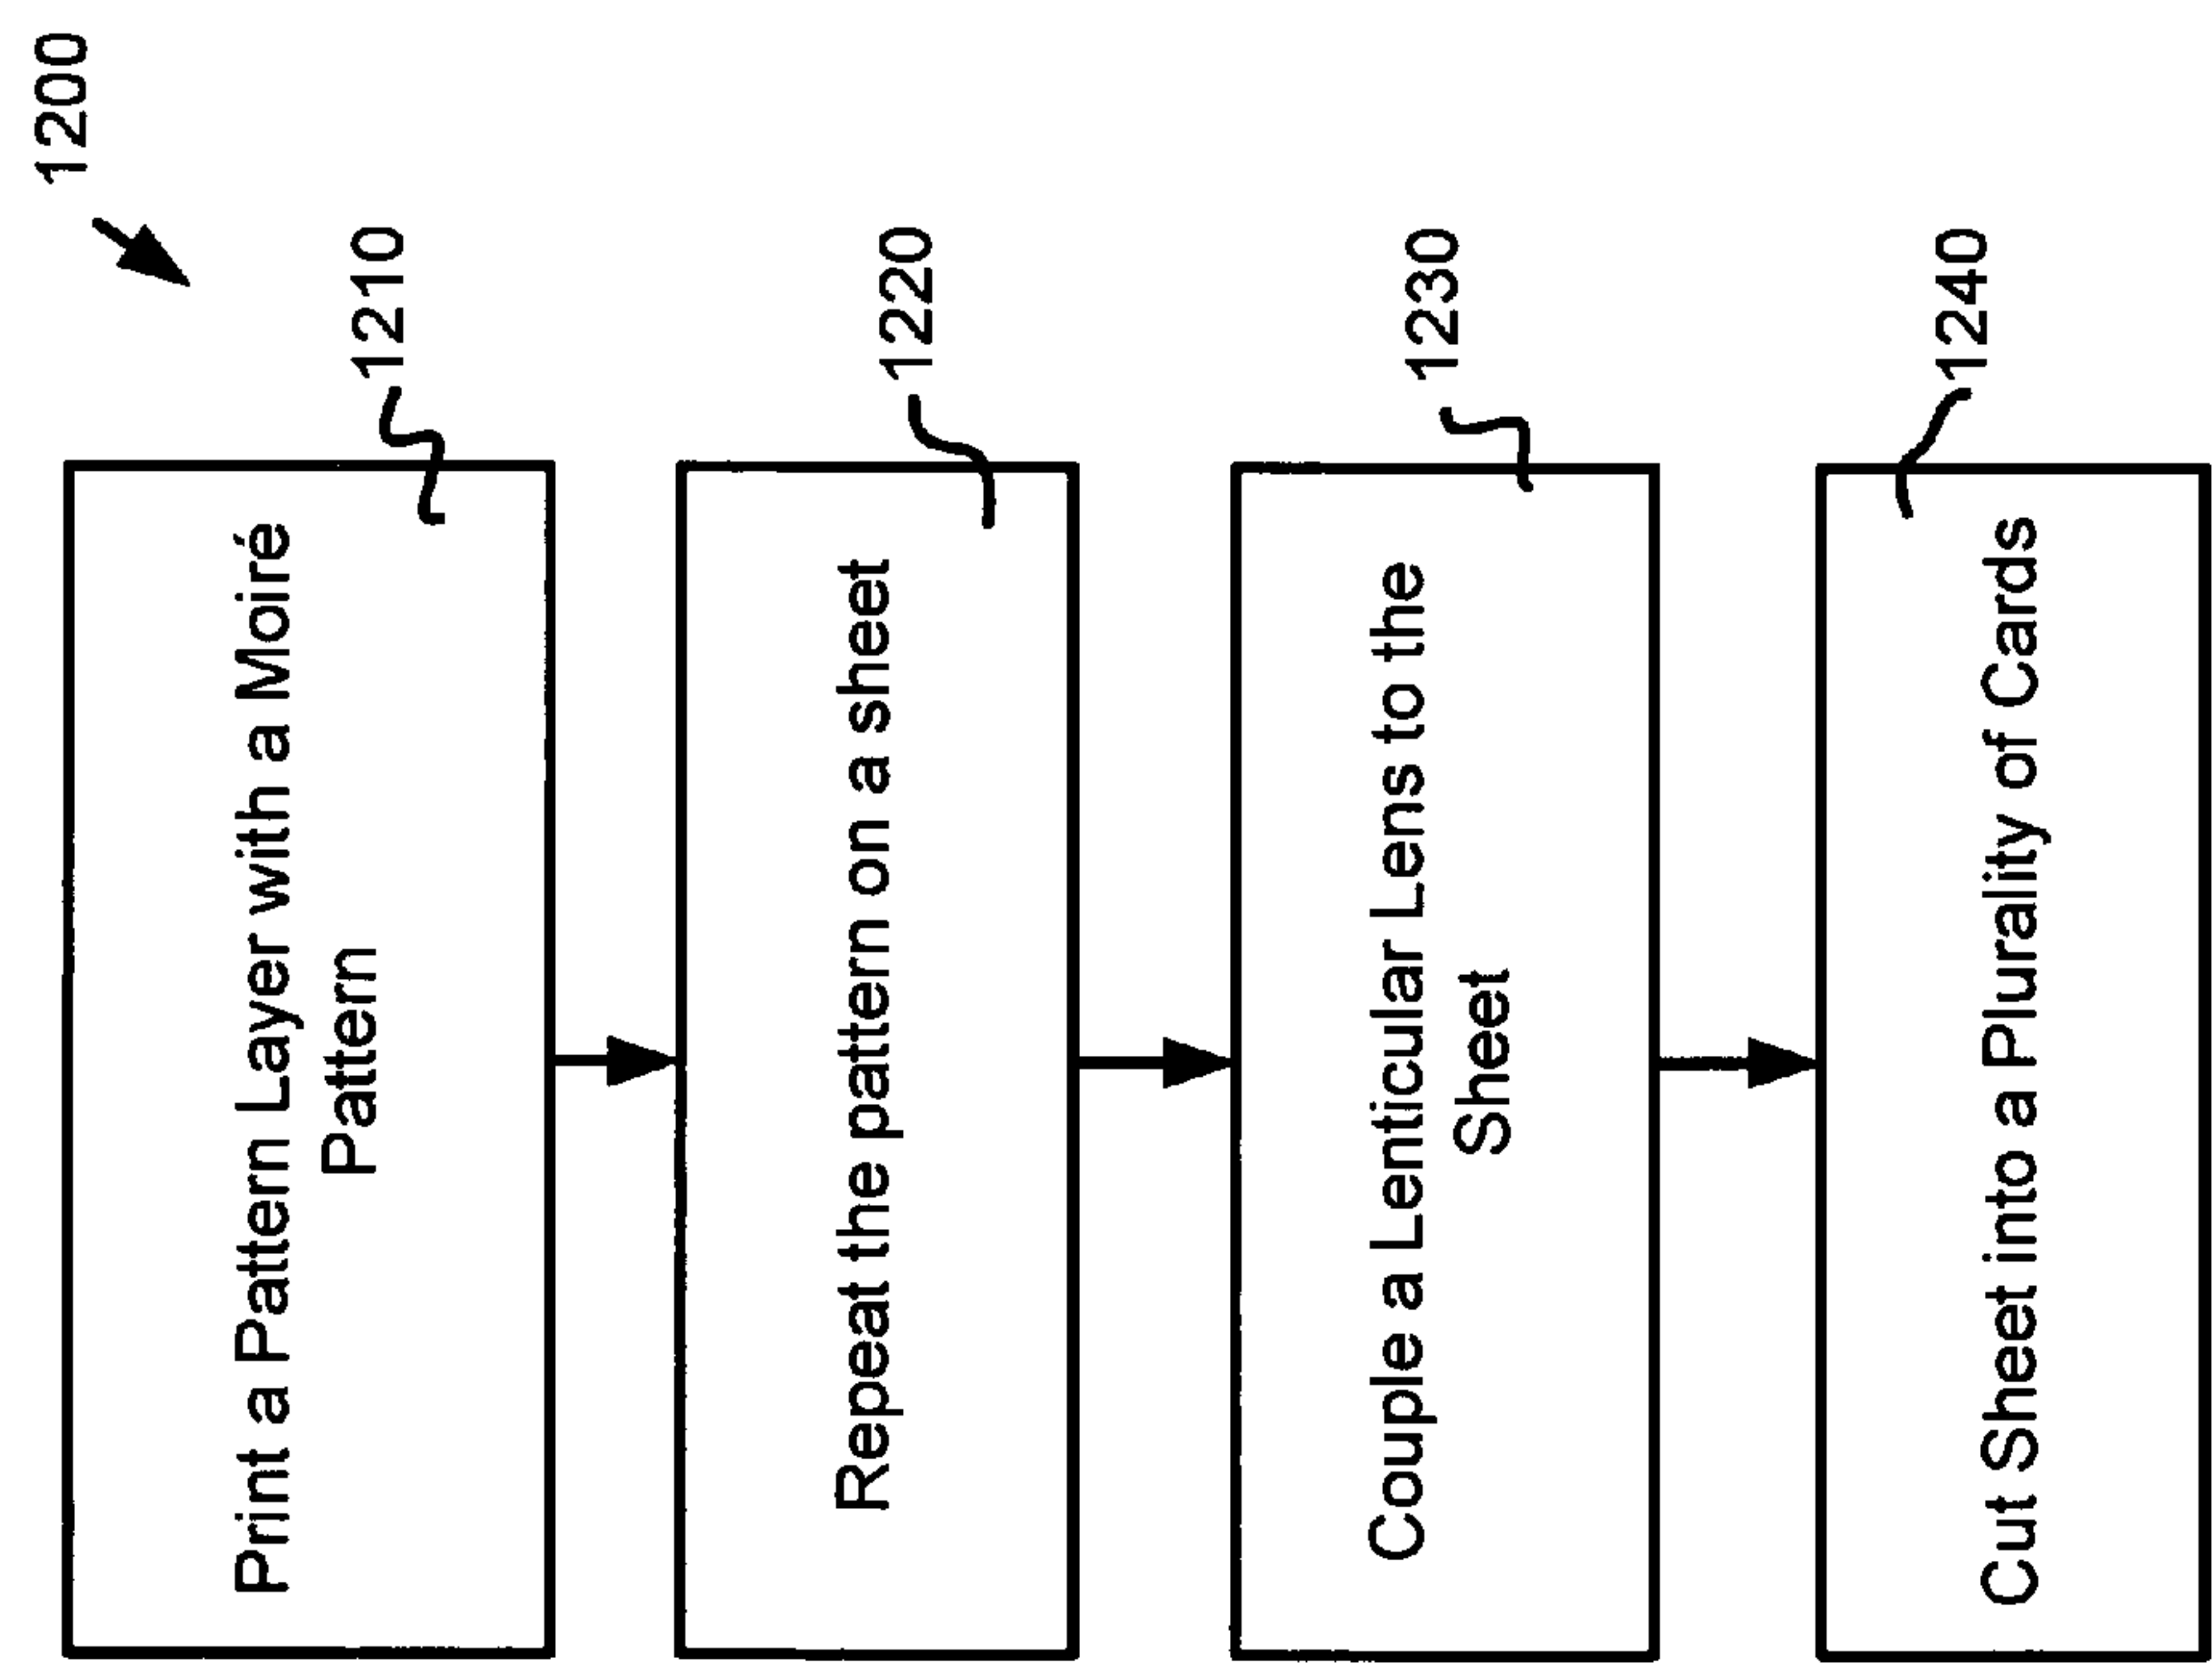 1200
Print a Pattern Layer with a Moiré
Pattern
1210
Repeat the pattern on a sheet
1220
Couple a Lenticular Lens to the
Sheet
1230
Cut Sheet into a Plurality of Cards
1240